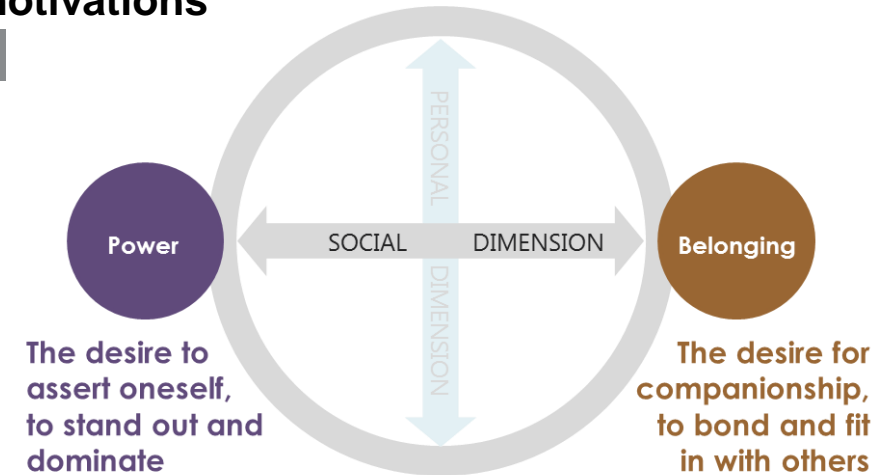 otivations
PERSONAL DIMENSION
Power
SOCIAL DIMENSION
Belonging
The desire to
assert oneself,
to stand out and
dominate
The desire for
companionship,
to bond and fit
in with others